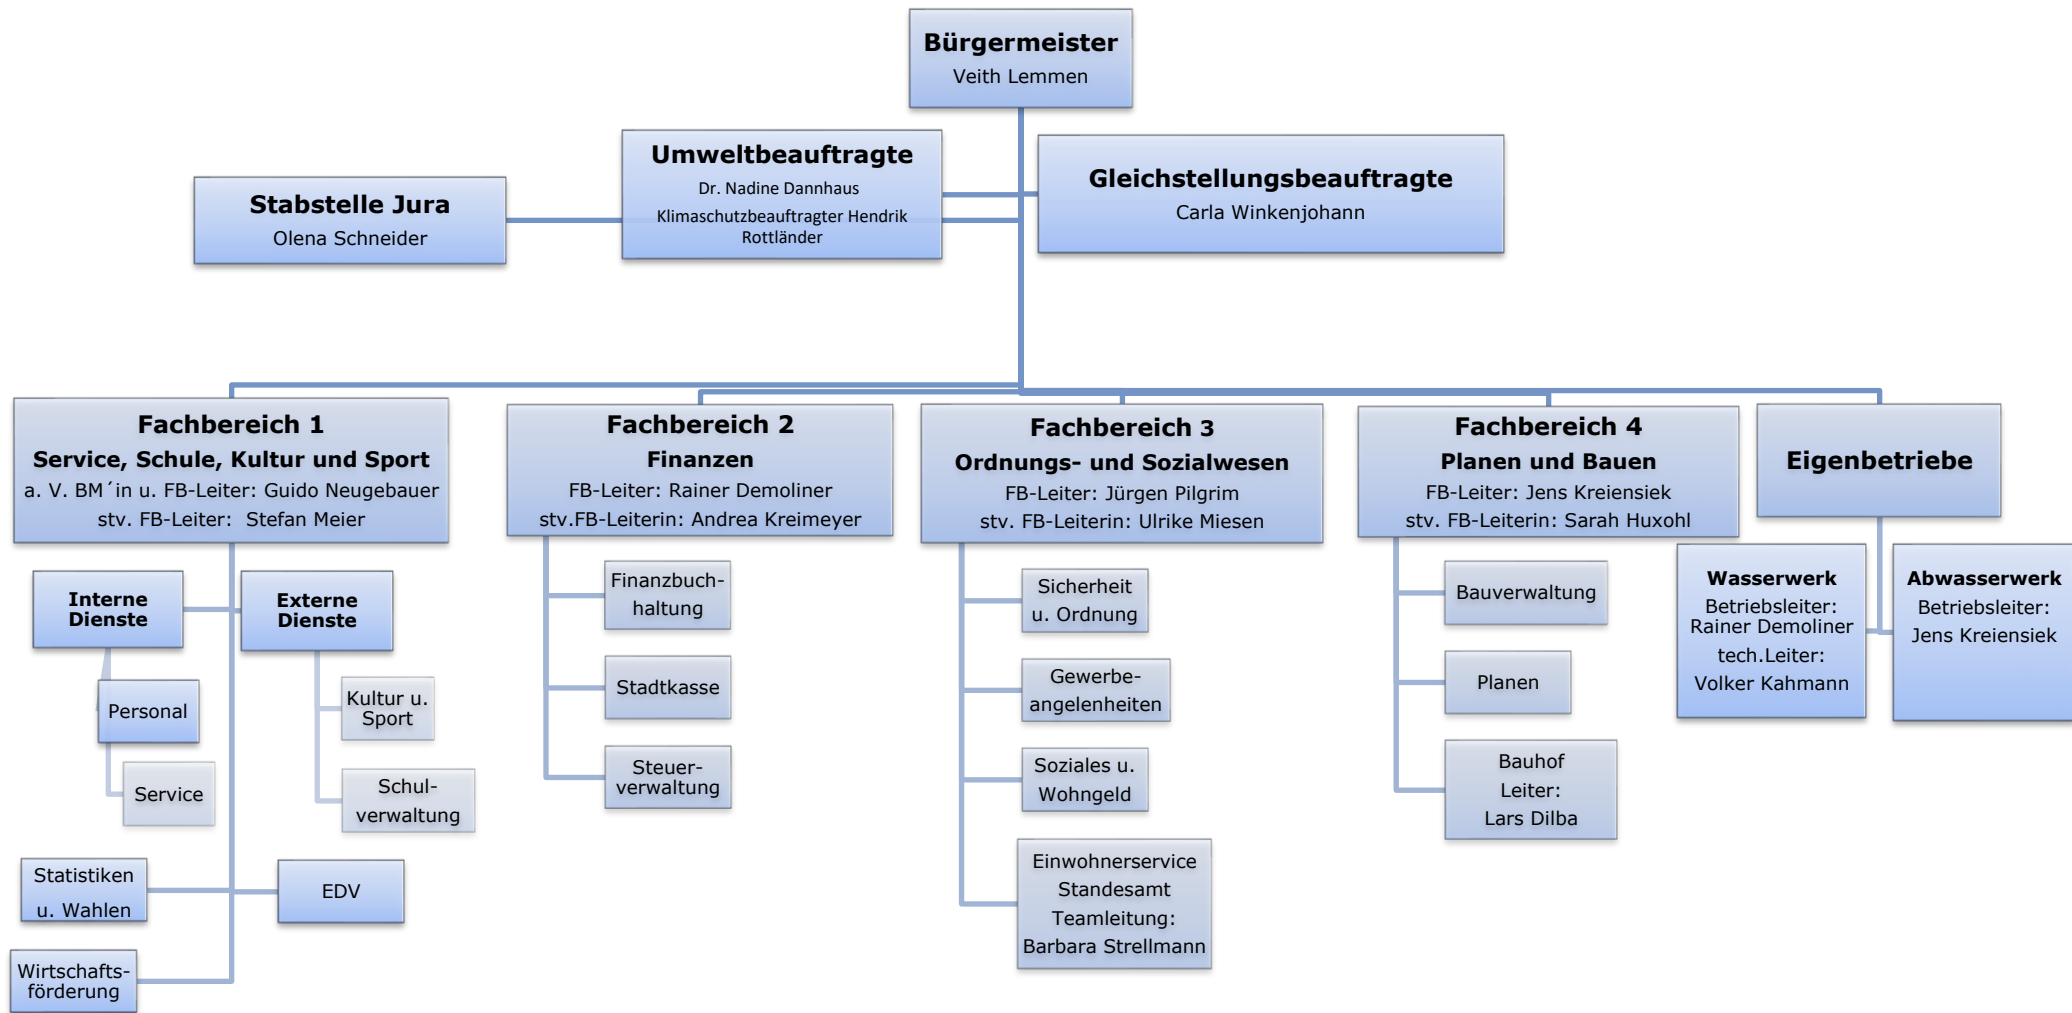 Bürgermeister
Veith Lemmen
Umweltbeauftragte
Dr. Nadine Dannhaus
Klimaschutzbeauftragter Hendrik
Rottländer
Gleichstellungsbeauftragte
Carla Winkenjohann
Stabstelle Jura
Olena Schneider
Fachbereich 1
Service, Schule, Kultur und Sport
a. V. BM´in u. FB-Leiter: Guido Neugebauer
stv. FB-Leiter: Stefan Meier
Interne
Dienste
Externe
Dienste
Personal
Service
Kultur u.
Sport
Schul-
verwaltung
Statistiken
u. Wahlen
EDV
Wirtschafts-
förderung
Fachbereich 2
Finanzen
FB-Leiter: Rainer Demoliner
stv.FB-Leiterin: Andrea Kreimeyer
Finanzbuch-
haltung
Stadtkasse
Steuer-
verwaltung
Fachbereich 3
Ordnungs- und Sozialwesen
FB-Leiter: Jürgen Pilgrim
stv. FB-Leiterin: Ulrike Miesen
Sicherheit
u. Ordnung
Gewerbe-
angelenheiten
Soziales u.
Wohngeld
Einwohnerservice
Standesamt
Teamleitung:
Barbara Strellmann
Fachbereich 4
Planen und Bauen
FB-Leiter: Jens Kreiensiek
stv. FB-Leiterin: Sarah Huxohl
Bauverwaltung
Planen
Bauhof
Leiter:
Lars Dilba
Eigenbetriebe
Wasserwerk
Betriebsleiter:
Rainer Demoliner
tech.Leiter:
Volker Kahmann
Abwasserwerk
Betriebsleiter:
Jens Kreiensiek